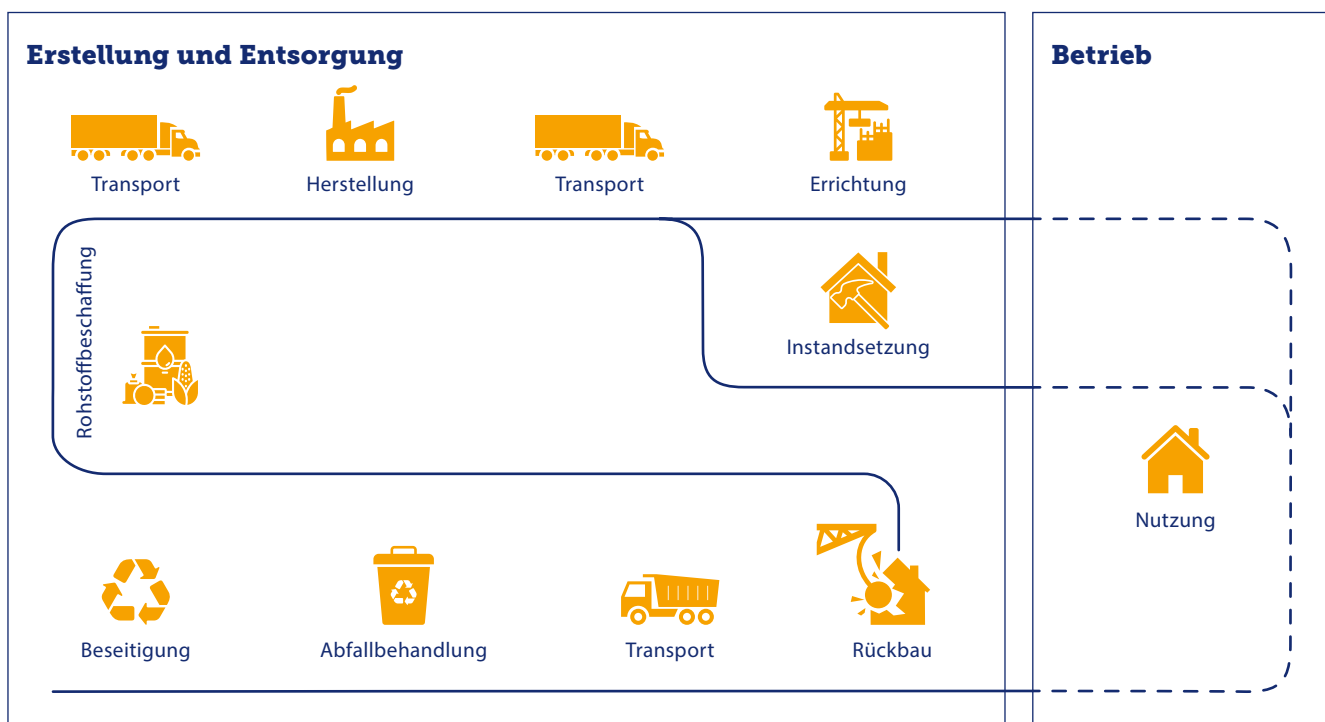 Erstellung und Entsorgung
Betrieb
Transport
Herstellung
Transport
Errichtung
Rohstoffbeschaffung
Instandsetzung
Nutzung
Beseitigung
Abfallbehandlung
Transport
Rückbau